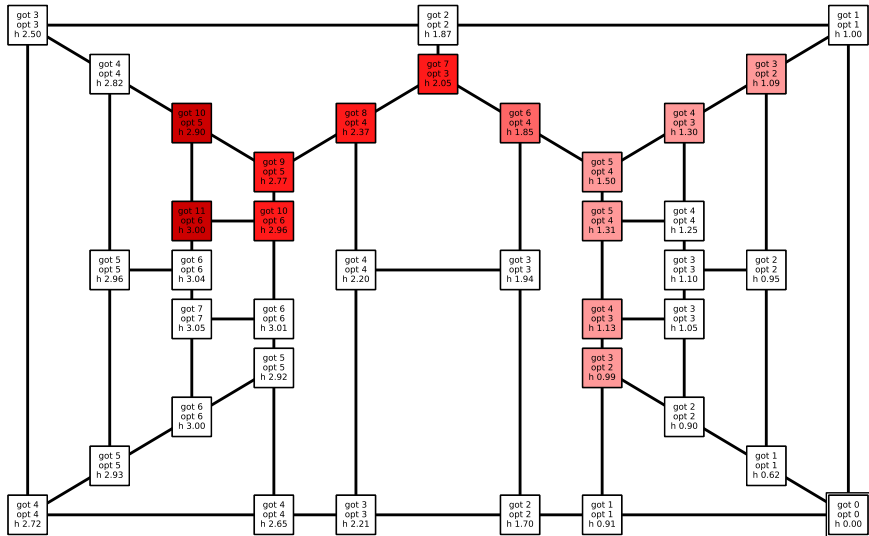 got 3
opt 3
h 2.50
got 2
opt 2
h 1.87
got 1
opt 1
h 1.00
got 4
opt 4
h 2.82
got 7
opt 3
h 2.05
got 3
opt 2
h 1.09
got 10
opt 5
h 2.90
got 8
opt 4
h 2.37
got 6
opt 4
h 1.85
got 4
opt 3
h 1.30
got 9
opt 5
h 2.77
got 5
opt 4
h 1.50
got 11
opt 6
h 3.00
got 10
opt 6
h 2.96
got 5
opt 4
h 1.31
got 4
opt 4
h 1.25
got 5
opt 5
h 2.96
got 6
opt 6
h 3.04
got 4
opt 4
h 2.20
got 3
opt 3
h 1.94
got 3
opt 3
h 1.10
got 2
opt 2
h 0.95
got 7
opt 7
h 3.05
got 6
opt 6
h 3.01
got 4
opt 3
h 1.13
got 3
opt 3
h 1.05
got 5
opt 5
h 2.92
got 3
opt 2
h 0.99
got 6
opt 6
h 3.00
got 2
opt 2
h 0.90
got 5
opt 5
h 2.93
got 1
opt 1
h 0.62
got 4
opt 4
h 2.72
got 4
opt 4
h 2.65
got 3
opt 3
h 2.21
got 2
opt 2
h 1.70
got 1
opt 1
h 0.91
got 0
opt 0
h 0.00